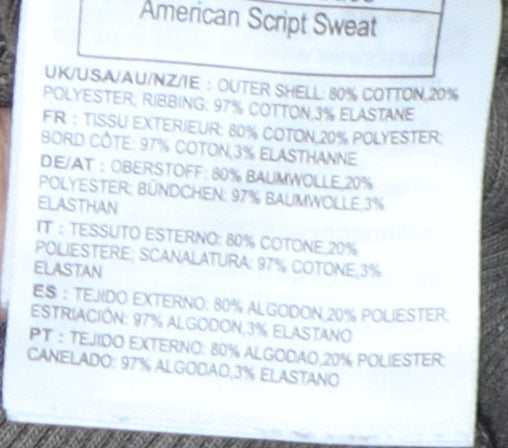 American Script Sweat
UK/USA/AU/NZ/IE : OUTER SHELL: 80% COTTON,20%
POLYESTER; RIBBING: 97% COTTON,3% ELASTANE
FR : TISSU EXTERIEUR: 80% COTON,20% POLYESTER;
BORD CÔTE: 97% COTON,3% ELASTHANNE
DE/AT : OBERSTOFF: 80% BAUMWOLLE,20%
POLYESTER; BÜNDCHEN: 97% BAUMWOLLE,3%
ELASTHAN
IT : TESSUTO ESTERNO: 80% COTONE,20%
POLIESTERE; SCANALATURA: 97% COTONE,3%
ELASTAN
ES : TEJIDO EXTERNO: 80% ALGODON,20% POLIESTER;
ESTRIACIÓN: 97% ALGODON,3% ELASTANO
PT : TEJIDO EXTERNO: 80% ALGODAO,20% POLIESTER;
CANELADO: 97% ALGODAO,3% ELASTANO